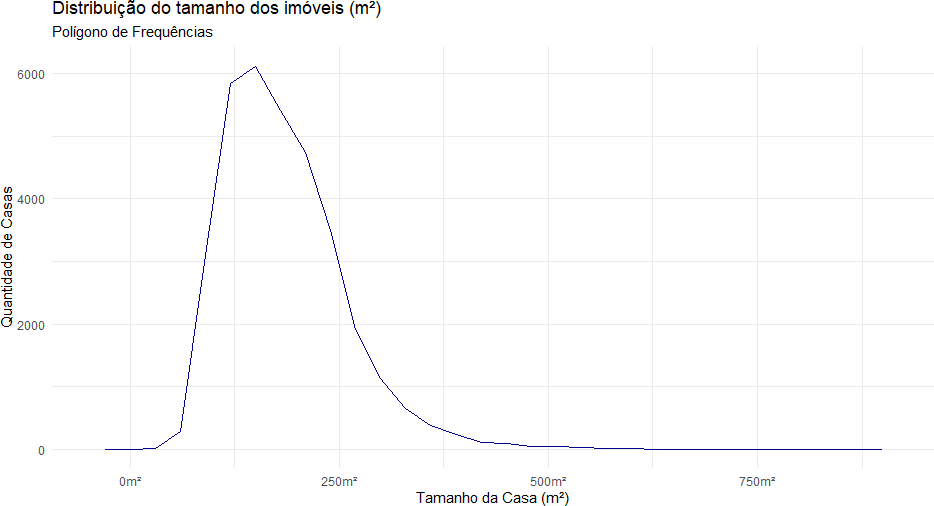 Distribuição do tamanho dos imóveis (m²)
Polígono de Frequências
Quantidade de Casas
6000
4000
2000
0
0m²
250m²
500m²
750m²
Tamanho da Casa (m²)